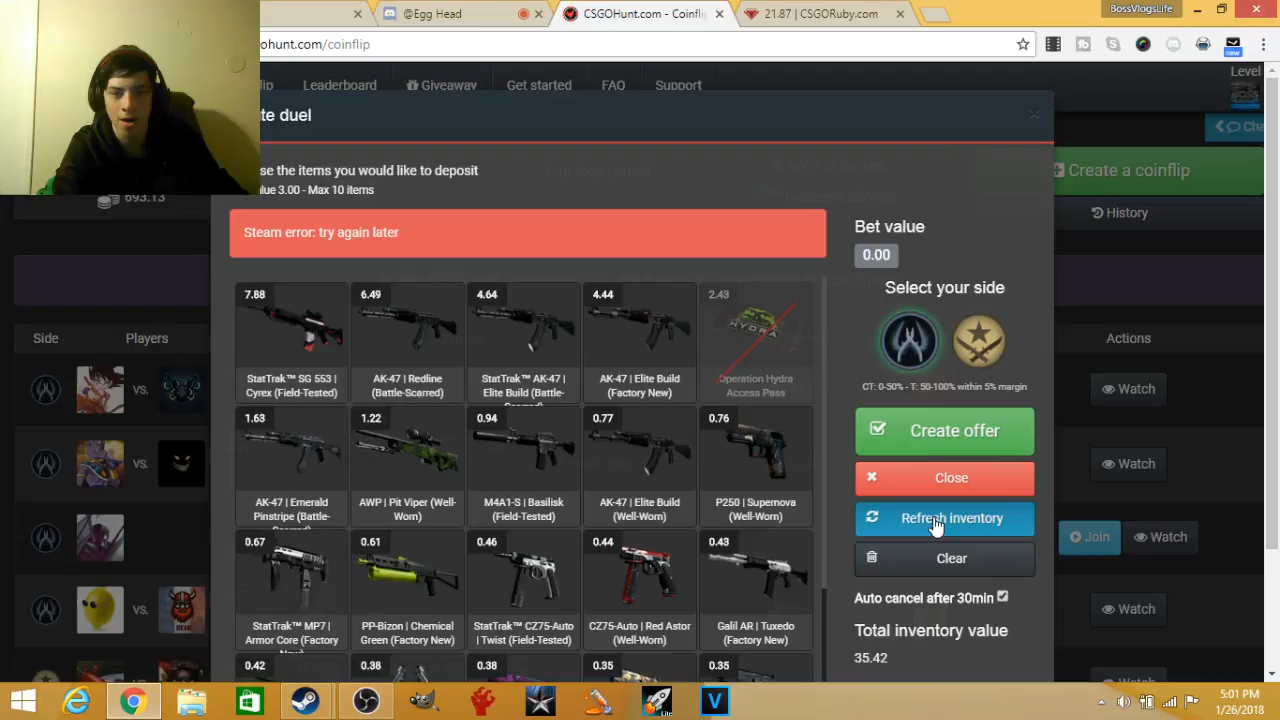 @Egg Head
CSGOHunt.com - Coinfli
21.87 | CSGORuby.com
BossVlogsLife
ohunt.com/coinflip
new
lip
Leaderboard
Giveaway
Get started
FAQ
Support
Level
te duel
Cha
se the items you would like to deposit
lue 3.00 - Max 10 items
Create a coinflip
693.13
History
Steam error: try again later
Bet value
0.00
Select your side
CT: 0-50% - T: 50-100% within 5% margin
Side
Players
Actions
VS.
Watch
VS.
Watch
Join
Watch
VS.
Watch
7.88
StatTrak™ SG 553 |
Cyrex (Field-Tested)
6.49
AK-47 | Redline
(Battle-Scarred)
4.64
StatTrak™ AK-47 |
Elite Build (Battle-
4.44
AK-47 | Elite Build
(Factory New)
2.43
HYDRA
Operation Hydra
Access Pass
1.63
AK-47 | Emerald
Pinstripe (Battle-
1.22
AWP | Pit Viper (Well-
Worn)
0.94
M4A1-S | Basilisk
(Field-Tested)
0.77
AK-47 | Elite Build
(Well-Worn)
0.76
P250 | Supernova
(Well-Worn)
0.67
StatTrak™ MP7 |
Armor Core (Factory
0.61
PP-Bizon | Chemical
Green (Factory New)
0.46
StatTrak™ CZ75-Auto
| Twist (Field-Tested)
0.44
CZ75-Auto | Red Astor
(Well-Worn)
0.43
Galil AR | Tuxedo
(Factory New)
0.42
0.38
0.38
0.35
0.35
Create offer
Close
Refresh inventory
Clear
Auto cancel after 30min
Total inventory value
35.42
Lite
V
5:01 PM
1/26/2018